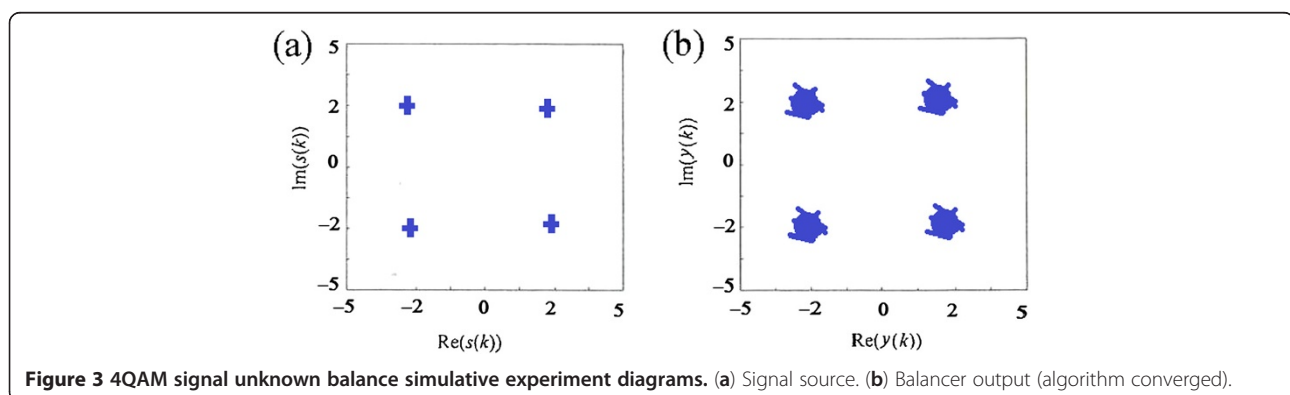 (a)
5
2
0
−2
−5
Im(s(k))
−5
−2
0
2
5
Re(s(k))
(b)
5
2
0
−2
−5
Im(y(k))
−5
−2
0
2
5
Re(y(k))
Figure 3 4QAM signal unknown balance simulative experiment diagrams. (a) Signal source. (b) Balancer output (algorithm converged).